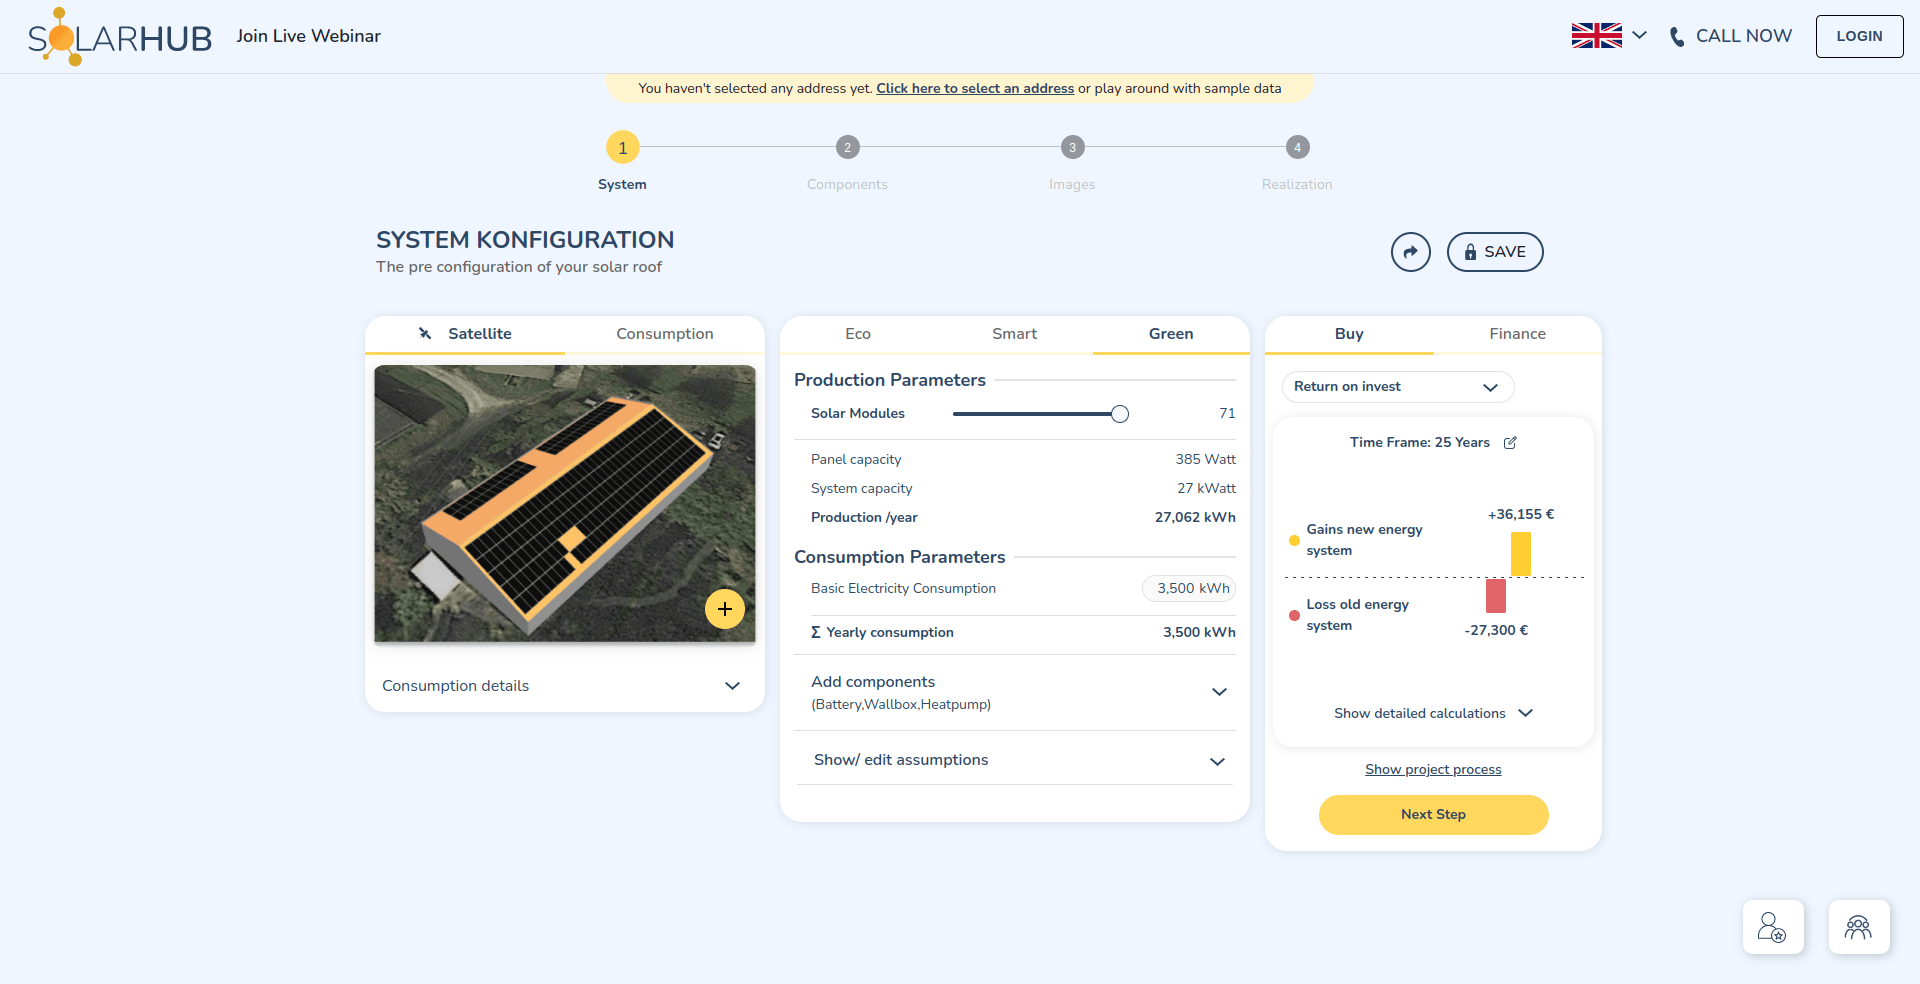 SOLARHUB
Join Live Webinar
CALL NOW
LOGIN
You haven't selected any address yet. Click here to select an address or play around with sample data
1
2
3
4
System
Components
Images
Realization
SYSTEM KONFIGURATION
The pre configuration of your solar roof
SAVE
Satellite
Consumption
Consumption details
Eco
Smart
Green
Production Parameters
Solar Modules
71
Panel capacity
385 Watt
System capacity
27 kWatt
Production /year
27,062 kWh
Consumption Parameters
Basic Electricity Consumption
3,500 kWh
Σ Yearly consumption
3,500 kWh
Add components
(Battery,Wallbox,Heatpump)
Show/ edit assumptions
Buy
Finance
Return on invest
Time Frame: 25 Years
+36,155 €
Gains new energy
system
Loss old energy
system
-27,300 €
Show detailed calculations
Show project process
Next Step